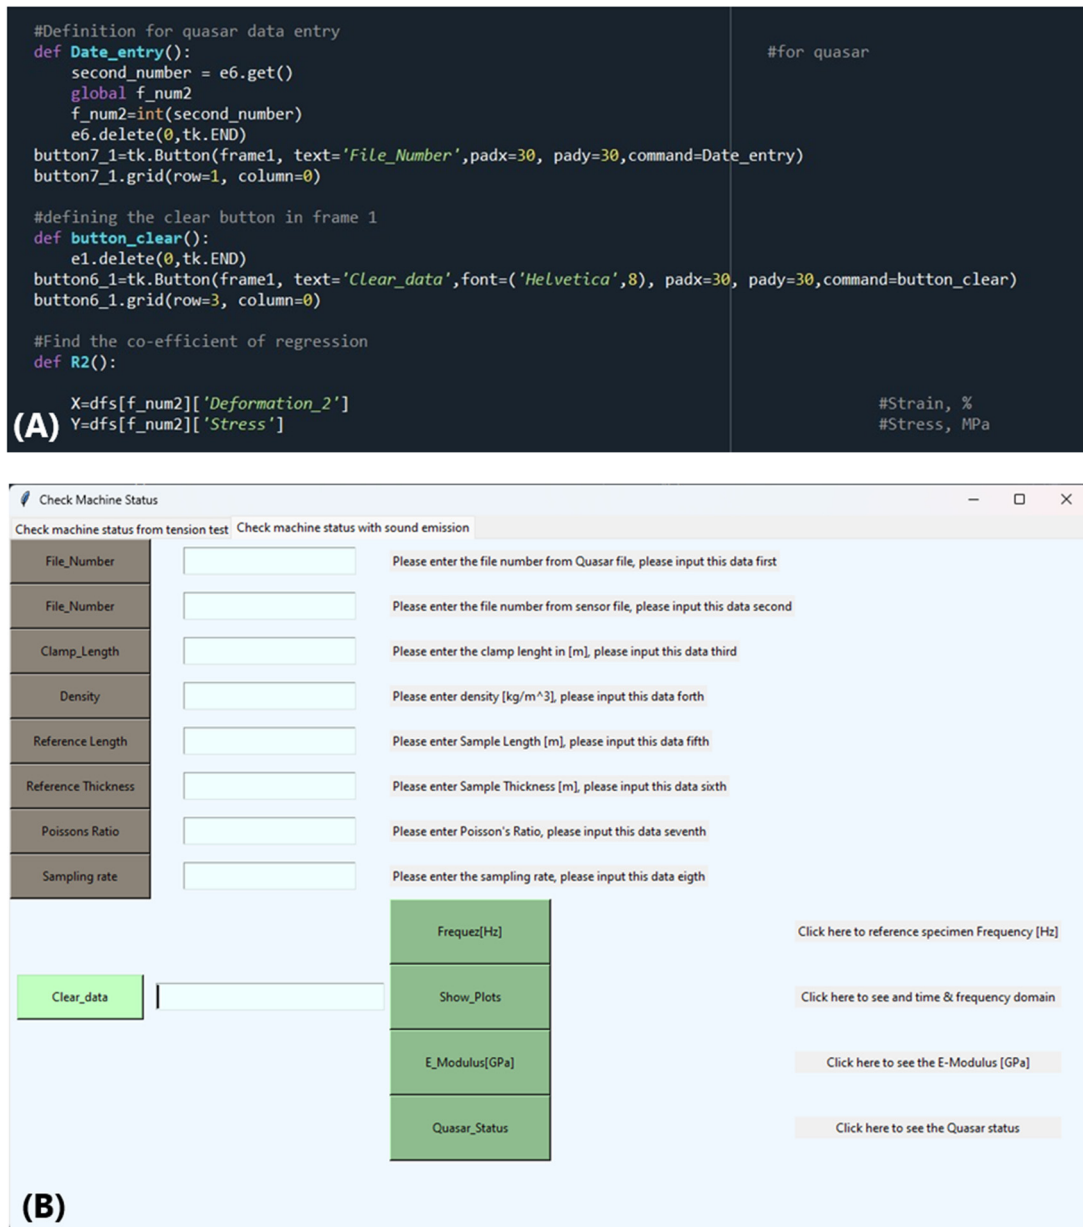 #Definition for quasar data entry
def Date_entry(): #for quasar
    second_number = e6.get()
    global f_num2
    f_num2=int(second_number)
    e6.delete(0,tk.END)
button7_1=tk.Button(frame1, text='File_Number',padx=30, pady=30,command=Date_entry)
button7_1.grid(row=1, column=0)
#defining the clear button in frame 1
def button_clear():
    e1.delete(0,tk.END)
button6_1=tk.Button(frame1, text='Clear_data',font=('Helvetica',8), padx=30, pady=30,command=button_clear)
button6_1.grid(row=3, column=0)
#Find the co-efficient of regression
def R2():
    X=dfs[f_num2]['Deformation_2'] #Strain, %
(A) Y=dfs[f_num2]['Stress'] #Stress, MPa
Check Machine Status
Check machine status from tension test Check machine status with sound emission
File_Number Please enter the file number from Quasar file, please input this data first
File_Number Please enter the file number from sensor file, please input this data second
Clamp_Length Please enter the clamp lenght in [m], please input this data third
Density Please enter density [kg/m^3], please input this data forth
Reference Length Please enter Sample Length [m], please input this data fifth
Reference Thickness Please enter Sample Thickness [m], please input this data sixth
Poissons Ratio Please enter Poisson's Ratio, please input this data seventh
Sampling rate Please enter the sampling rate, please input this data eigth
Frequez[Hz] Click here to reference specimen Frequency [Hz]
Clear_data Show_Plots Click here to see and time & frequency domain
E_Modulus[GPa] Click here to see the E-Modulus [GPa]
Quasar_Status Click here to see the Quasar status
(B)